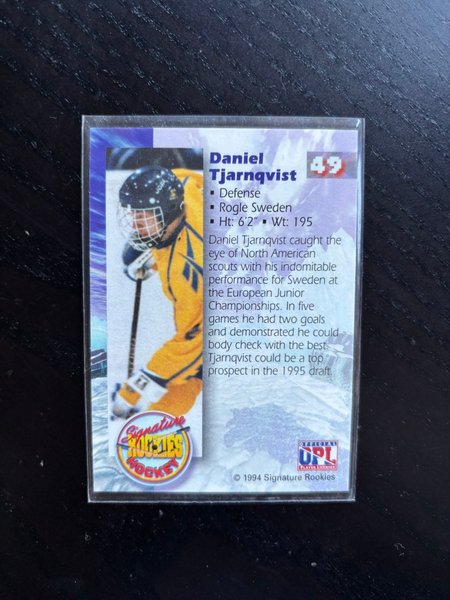 Daniel
Tjarnqvist
49
• Defense
• Rogle Sweden
• Ht: 6'2" • Wt: 195
Daniel Tjarnqvist caught the
eye of North American
scouts with his indomitable
performance for Sweden at
the European Junior
Championships. In five
games he had two goals
and demonstrated he could
body check with the best.
Tjarnqvist could be a top
prospect in the 1995 draft.
Signature
ROOKIES
HOCKEY
OFFICIAL
OPL
PLAYER LICENSEE
© 1994 Signature Rookies